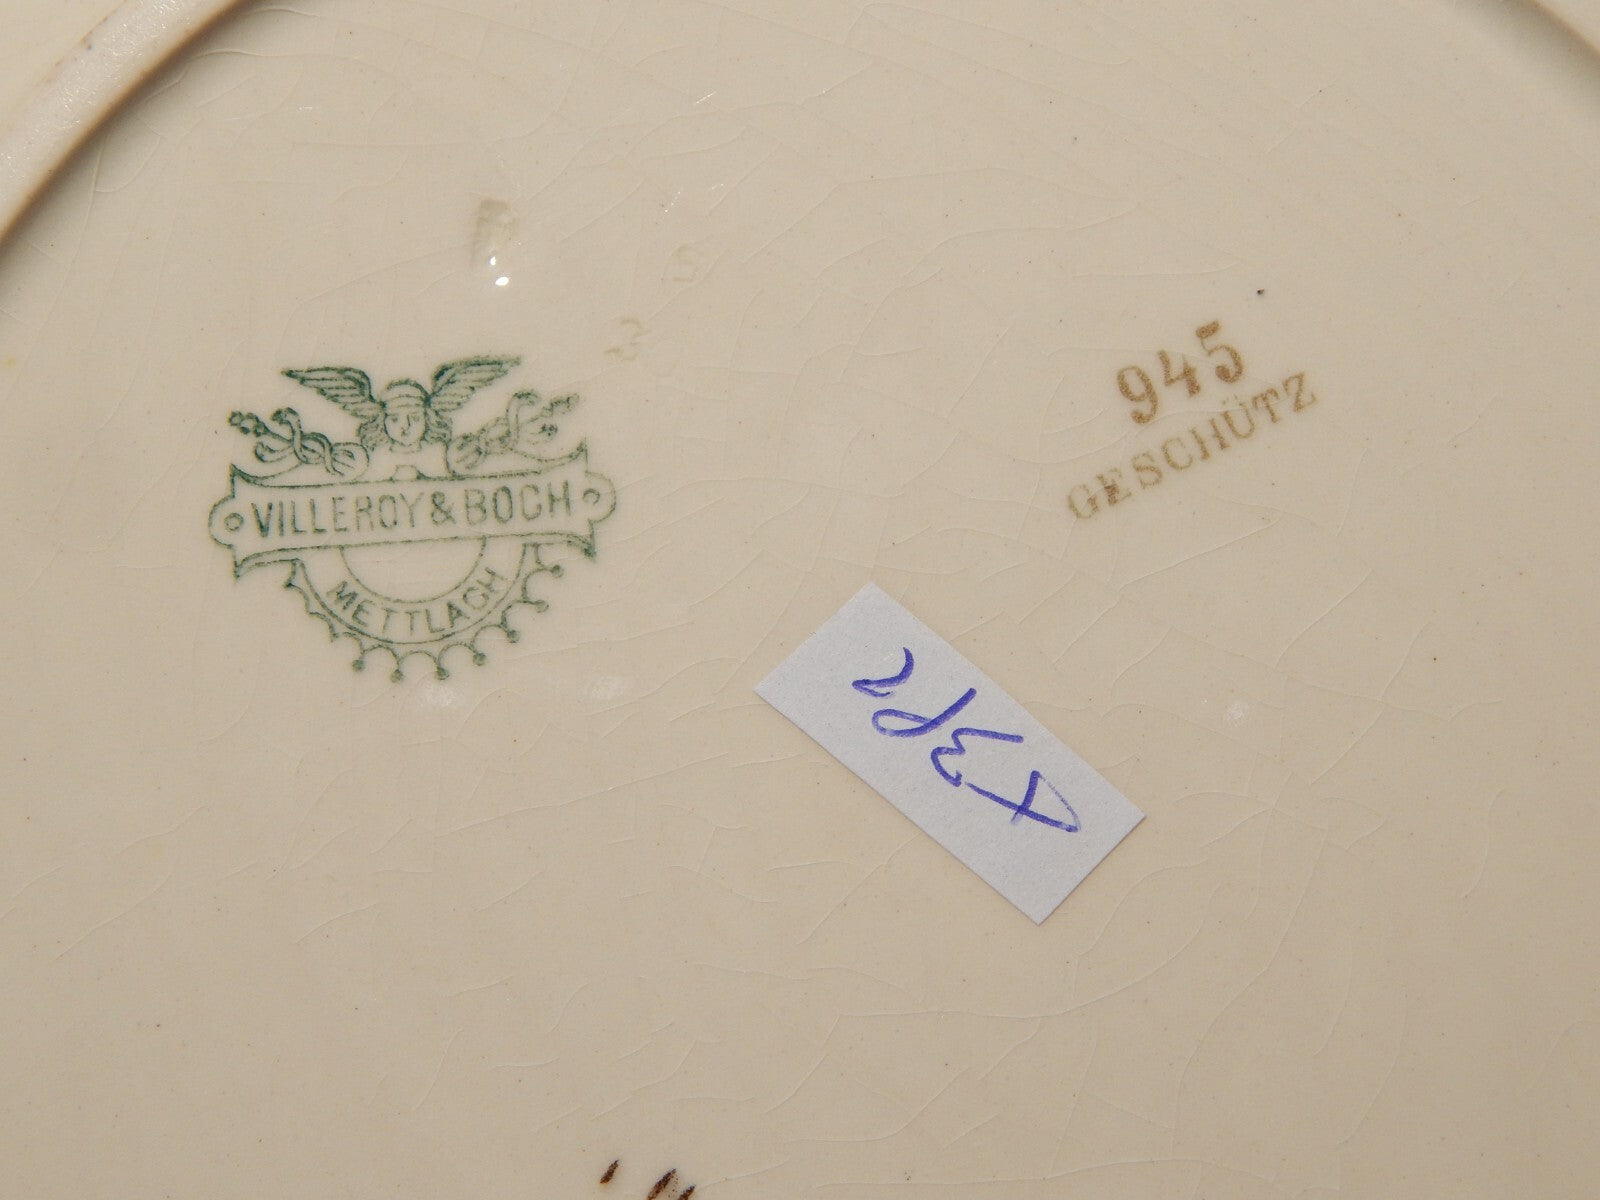 VILLEROY & BOCH
METTLACH
945
GESCHÜTZ